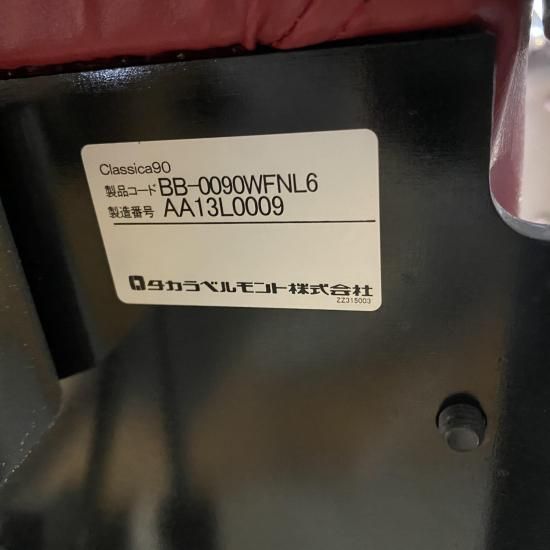 Classica90
製品コード BB-0090WFNL6
製造番号 AA13L0009
タカラベルモント株式会社
ZZ315003